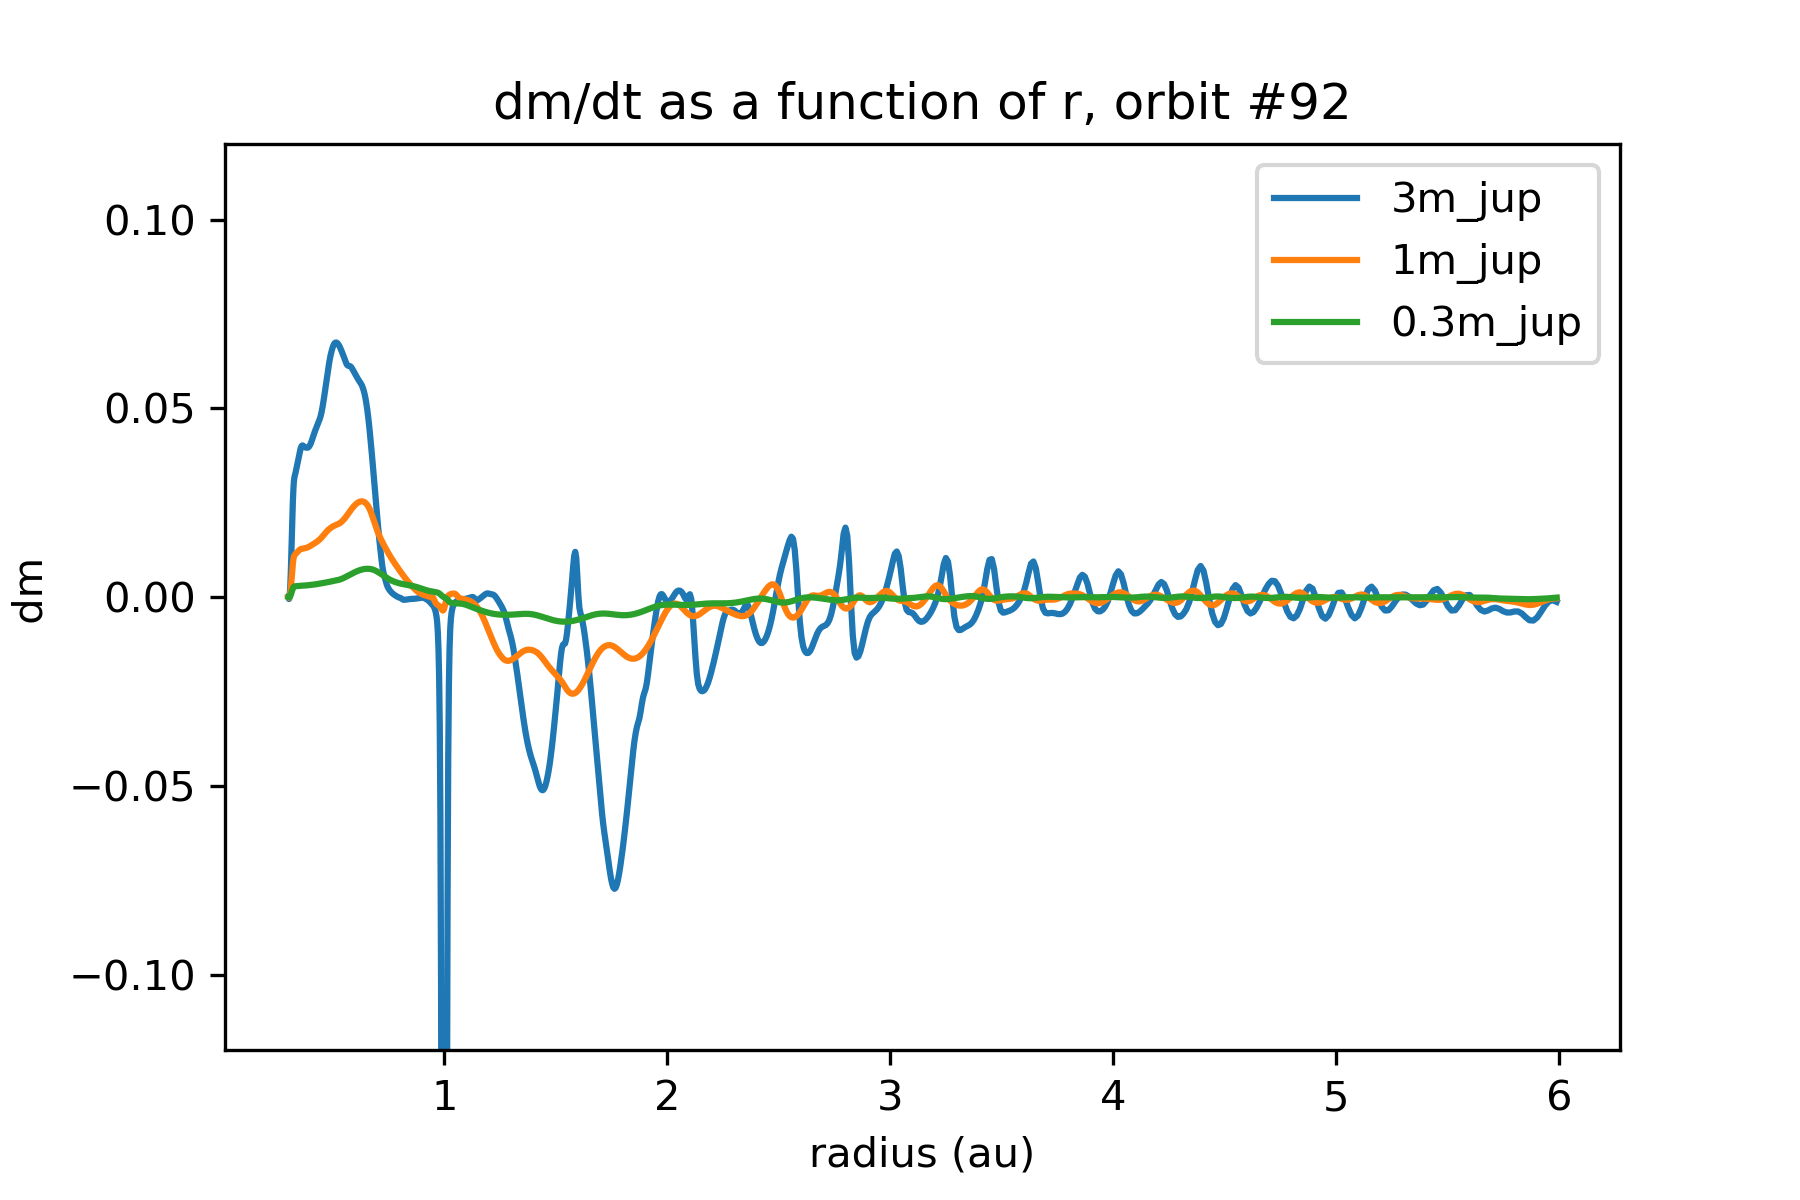 dm/dt as a function of r, orbit #92
3m_jup
1m_jup
0.3m_jup
dm
0.10
0.05
0.00
−0.05
−0.10
1 2 3 4 5 6
radius (au)